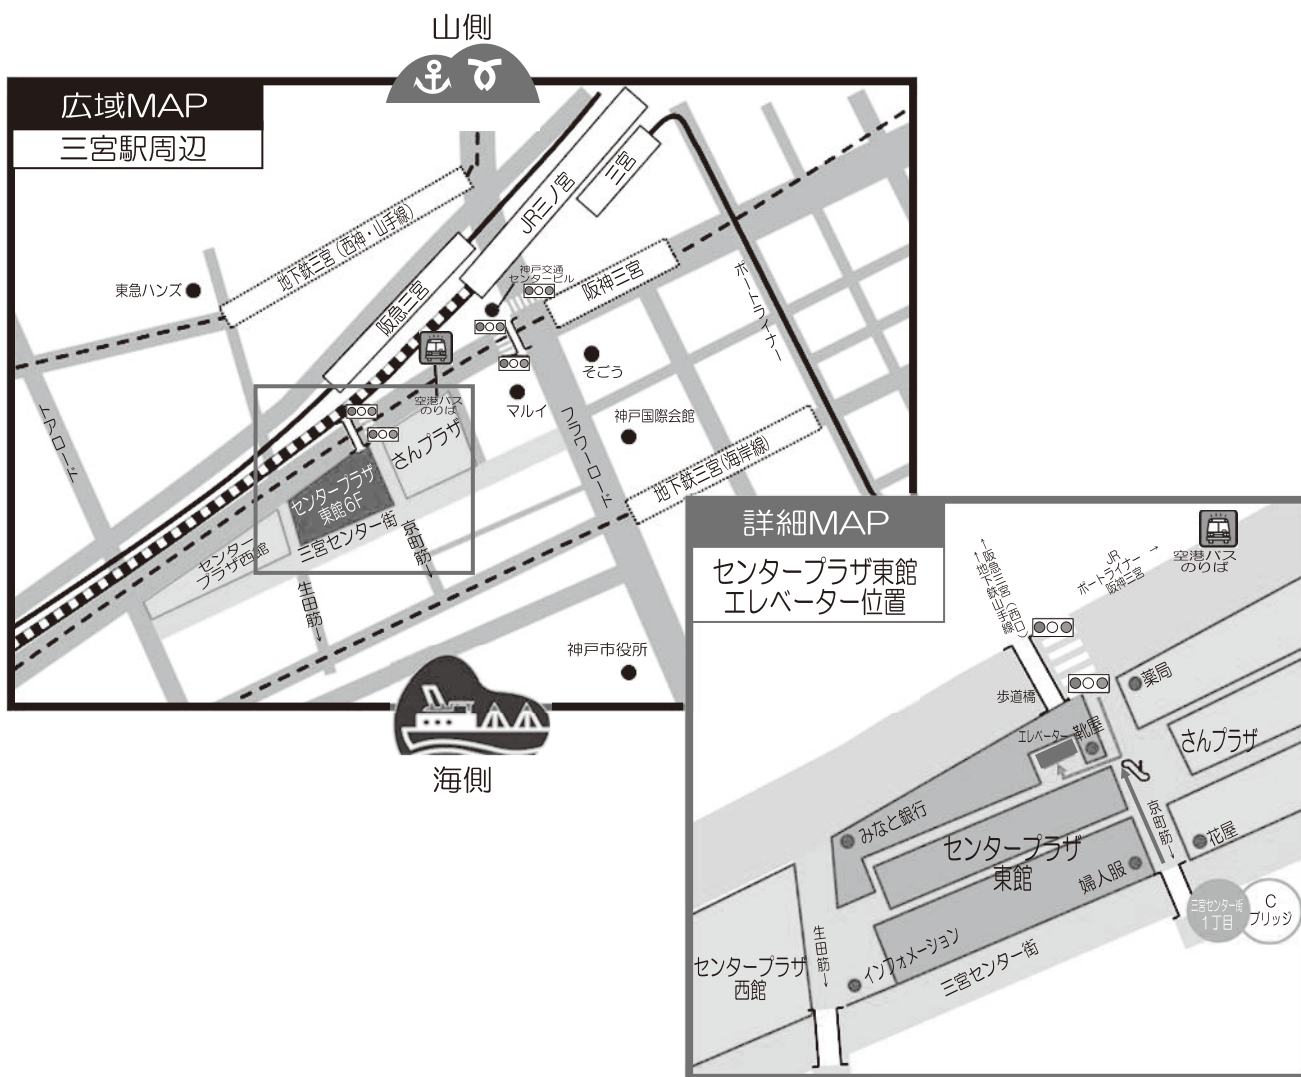 山側
広域MAP
三宮駅周辺
地下鉄三宮(西神・山手線)
JR三ノ宮
三宮
阪急三宮
神戸交通
センタービル
阪神三宮
ポートライナー
東急ハンズ
そごう
マルイ
神戸国際会館
空港バス
のりば
さんプラザ
トアロード
フラワーロード
地下鉄三宮(海岸線)
センタープラザ
東館6F
三宮センター街
京町筋→
センター
プラザ西館
生田筋→
神戸市役所
海側
詳細MAP
センタープラザ東館
エレベーター位置
←阪急三宮(西口)
←地下鉄山手線
JR
ポートライナー →
阪神三宮
空港バス
のりば
歩道橋
薬局
エレベーター
靴屋
さんプラザ
みなと銀行
京町筋→
花屋
センタープラザ
東館
婦人服
三宮センター街
1丁目
C
ブリッジ
生田筋→
インフォメーション
三宮センター街
センタープラザ
西館